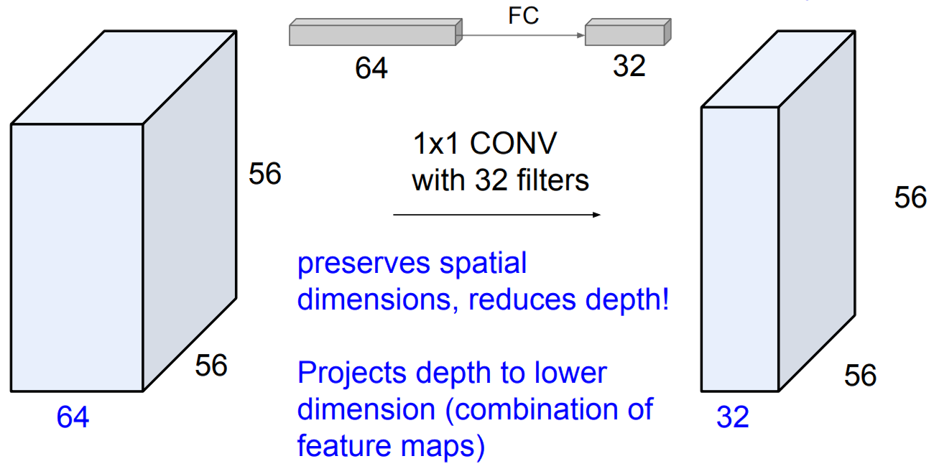 FC
64
32
1x1 CONV
with 32 filters
56
56
64
preserves spatial
dimensions, reduces depth!
Projects depth to lower
dimension (combination of
feature maps)
56
56
32